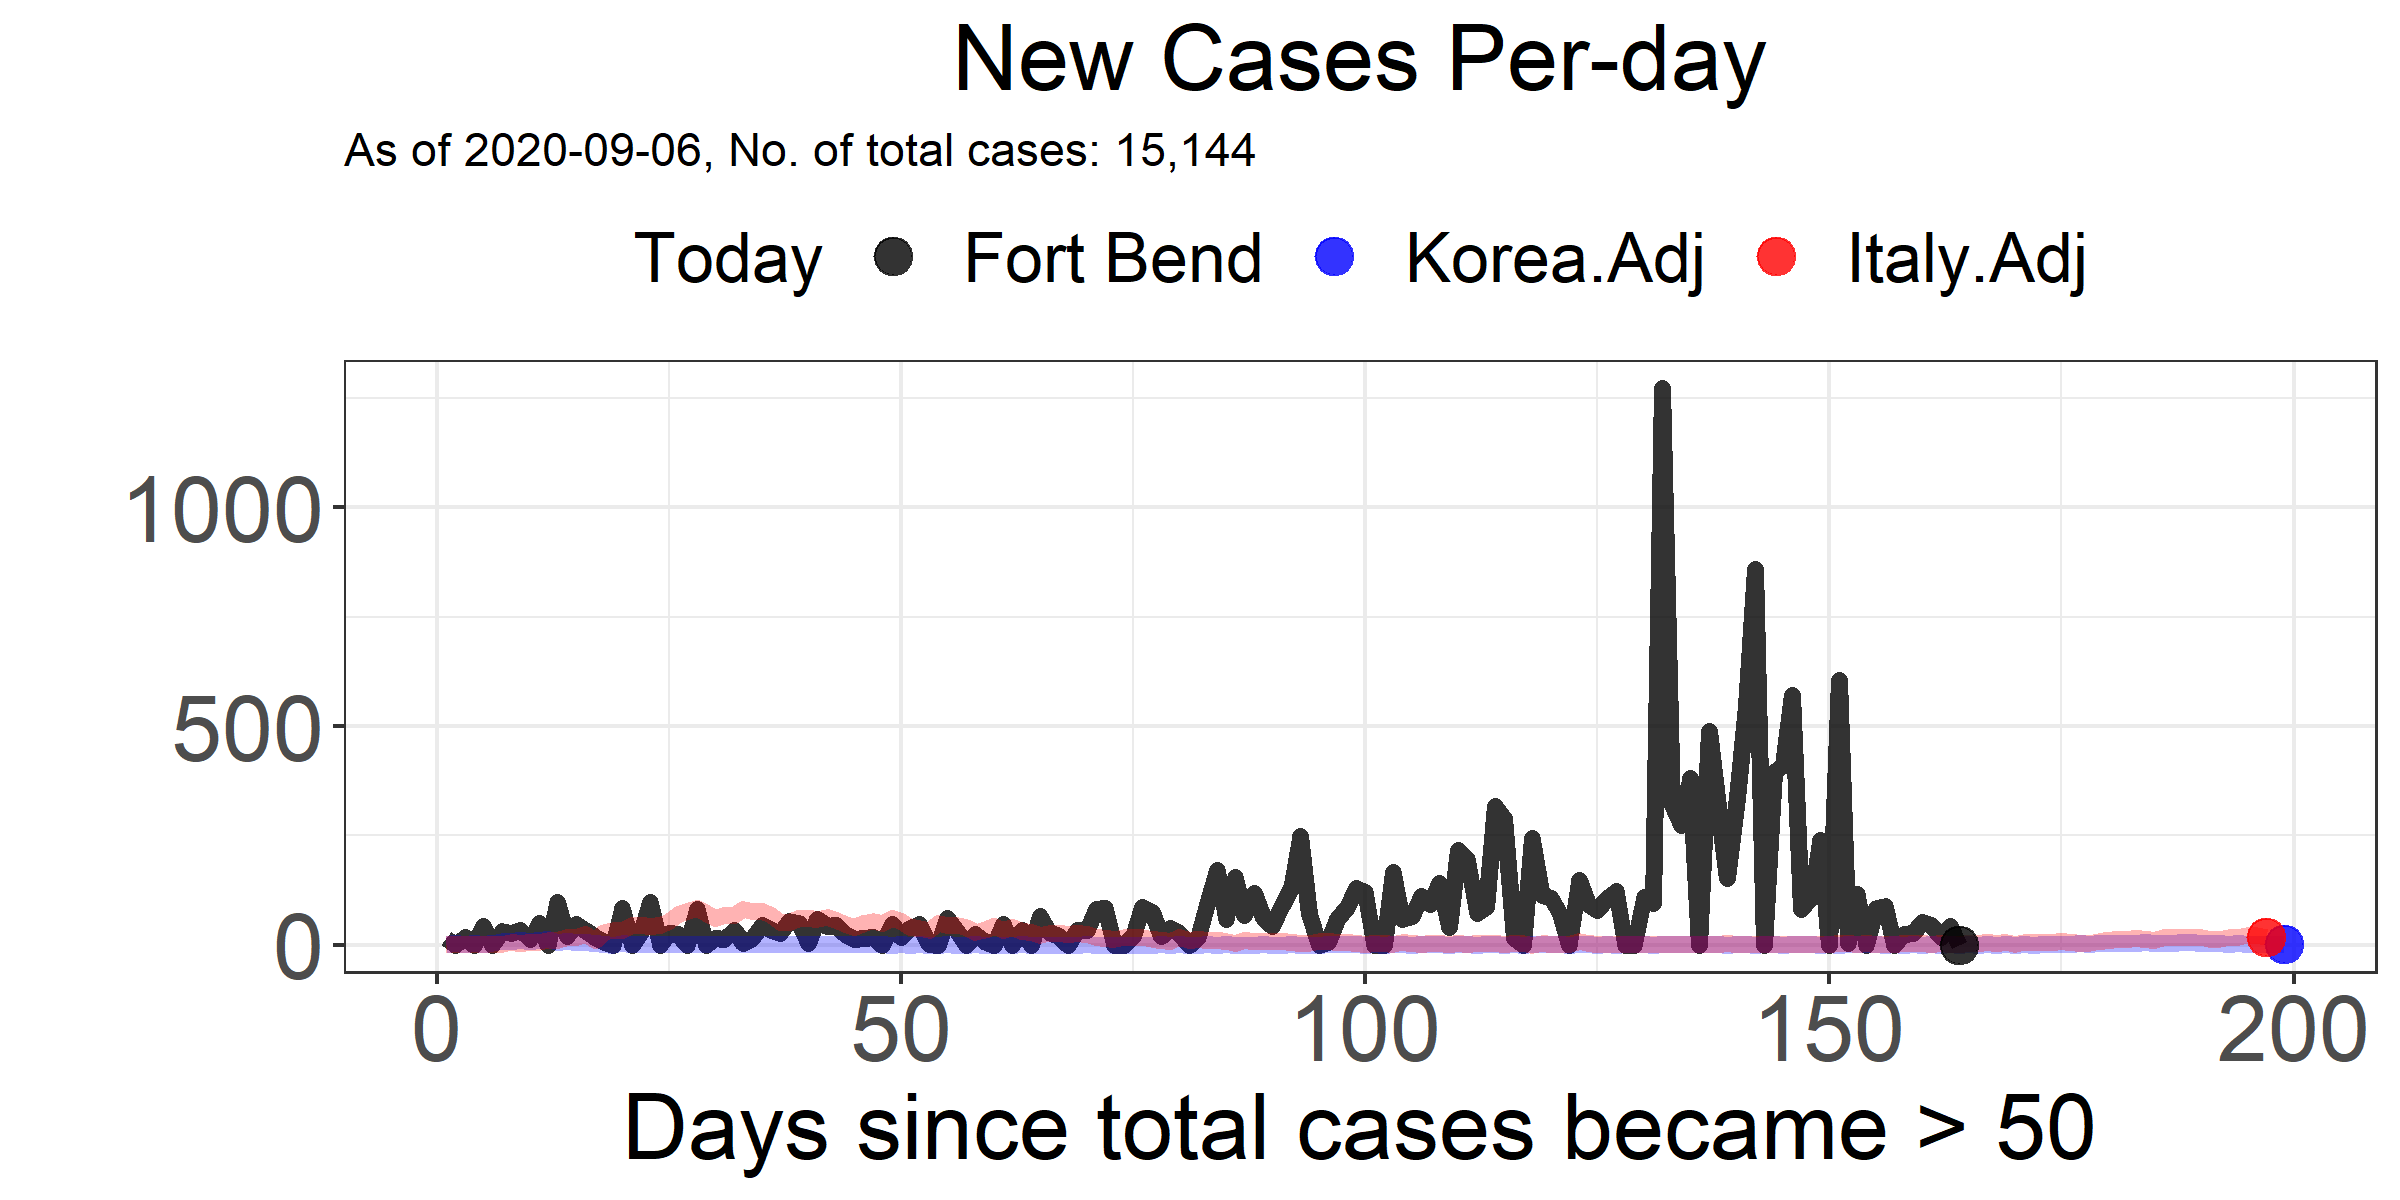 New Cases Per-day
As of 2020-09-06, No. of total cases: 15,144
Today Fort Bend Korea.Adj Italy.Adj
1000
500
0
0 50 100 150 200
Days since total cases became > 50